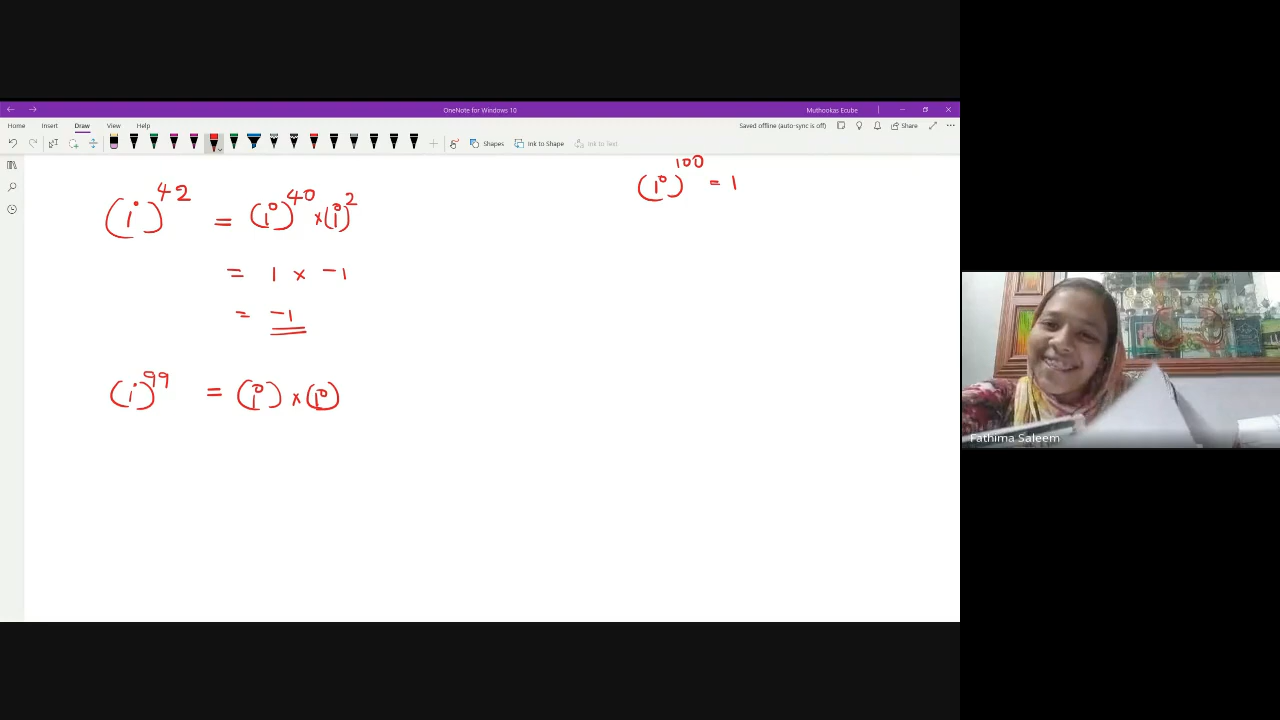 OneNote for Windows 10
Muthookas Ecube
Home Insert Draw View Help
Saved offline (auto-sync is off)
Share
Shapes
Ink to Shape
Ink to Text
(i)^100 = 1
(i)^42 = (i)^40 × (i)^2
= 1 × -1
= -1
(i)^99 = (i) × (i)
Fathima Saleem